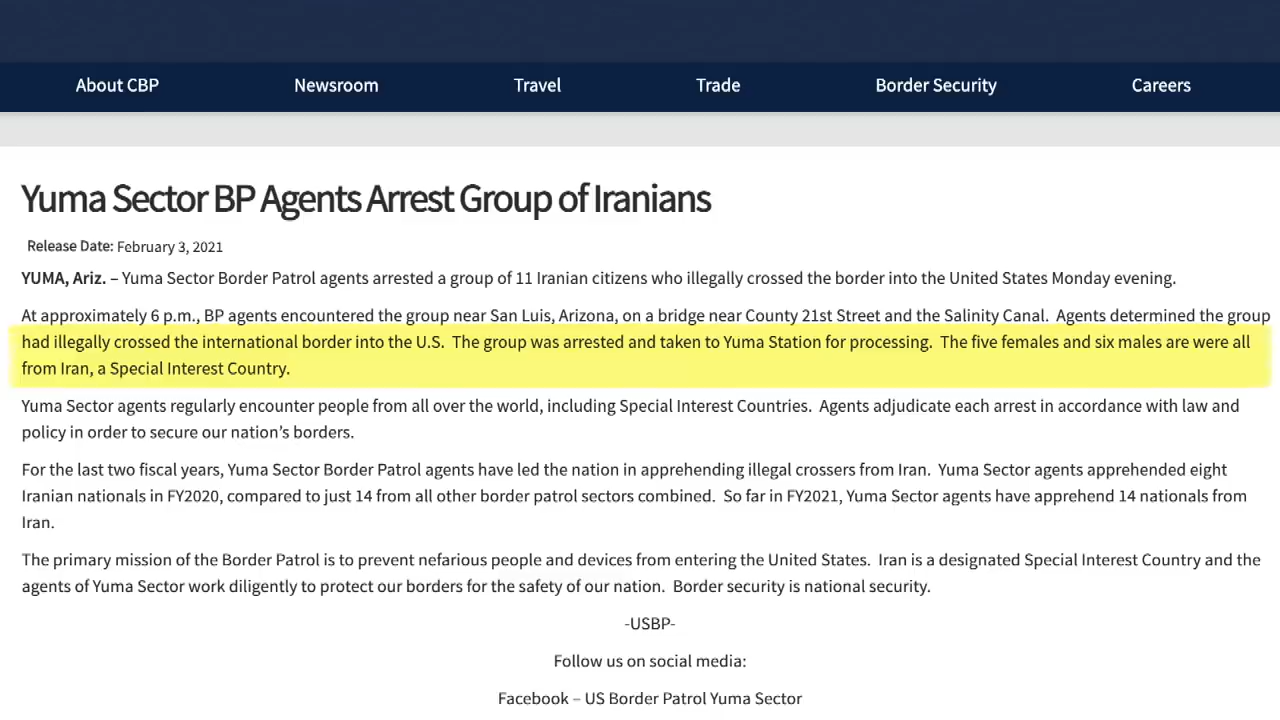 About CBP Newsroom Travel Trade Border Security Careers
Yuma Sector BP Agents Arrest Group of Iranians
Release Date: February 3, 2021
YUMA, Ariz. – Yuma Sector Border Patrol agents arrested a group of 11 Iranian citizens who illegally crossed the border into the United States Monday evening.
At approximately 6 p.m., BP agents encountered the group near San Luis, Arizona, on a bridge near County 21st Street and the Salinity Canal.  Agents determined the group
had illegally crossed the international border into the U.S.  The group was arrested and taken to Yuma Station for processing.  The five females and six males are were all
from Iran, a Special Interest Country.
Yuma Sector agents regularly encounter people from all over the world, including Special Interest Countries.  Agents adjudicate each arrest in accordance with law and
policy in order to secure our nation’s borders.
For the last two fiscal years, Yuma Sector Border Patrol agents have led the nation in apprehending illegal crossers from Iran.  Yuma Sector agents apprehended eight
Iranian nationals in FY2020, compared to just 14 from all other border patrol sectors combined.  So far in FY2021, Yuma Sector agents have apprehend 14 nationals from
Iran.
The primary mission of the Border Patrol is to prevent nefarious people and devices from entering the United States.  Iran is a designated Special Interest Country and the
agents of Yuma Sector work diligently to protect our borders for the safety of our nation.  Border security is national security.
-USBP-
Follow us on social media:
Facebook – US Border Patrol Yuma Sector